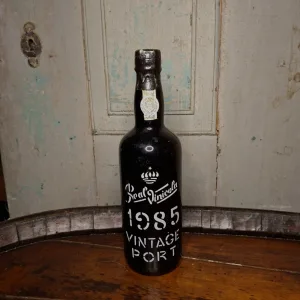 Real Vinicola
1985
VINTAGE
PORT